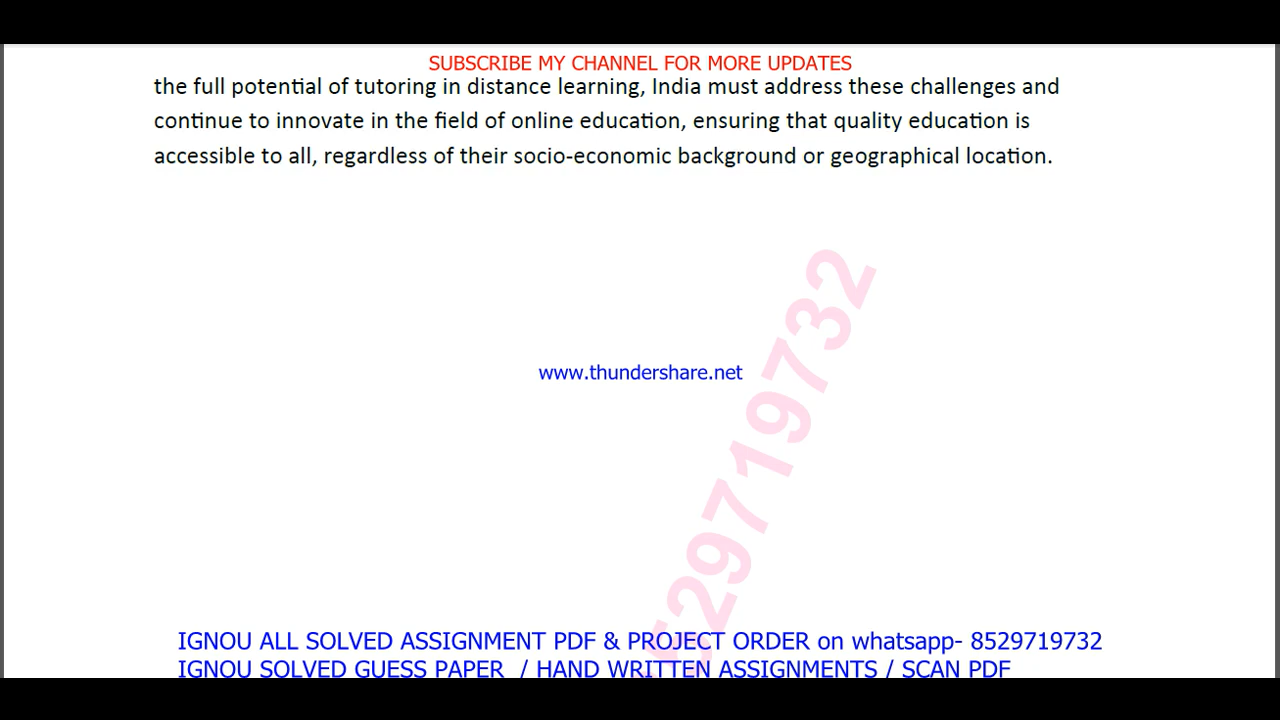 SUBSCRIBE MY CHANNEL FOR MORE UPDATES
the full potential of tutoring in distance learning, India must address these challenges and
continue to innovate in the field of online education, ensuring that quality education is
accessible to all, regardless of their socio-economic background or geographical location.
www.thundershare.net
529719732
IGNOU ALL SOLVED ASSIGNMENT PDF & PROJECT ORDER on whatsapp- 8529719732
IGNOU SOLVED GUESS PAPER / HAND WRITTEN ASSIGNMENTS / SCAN PDF